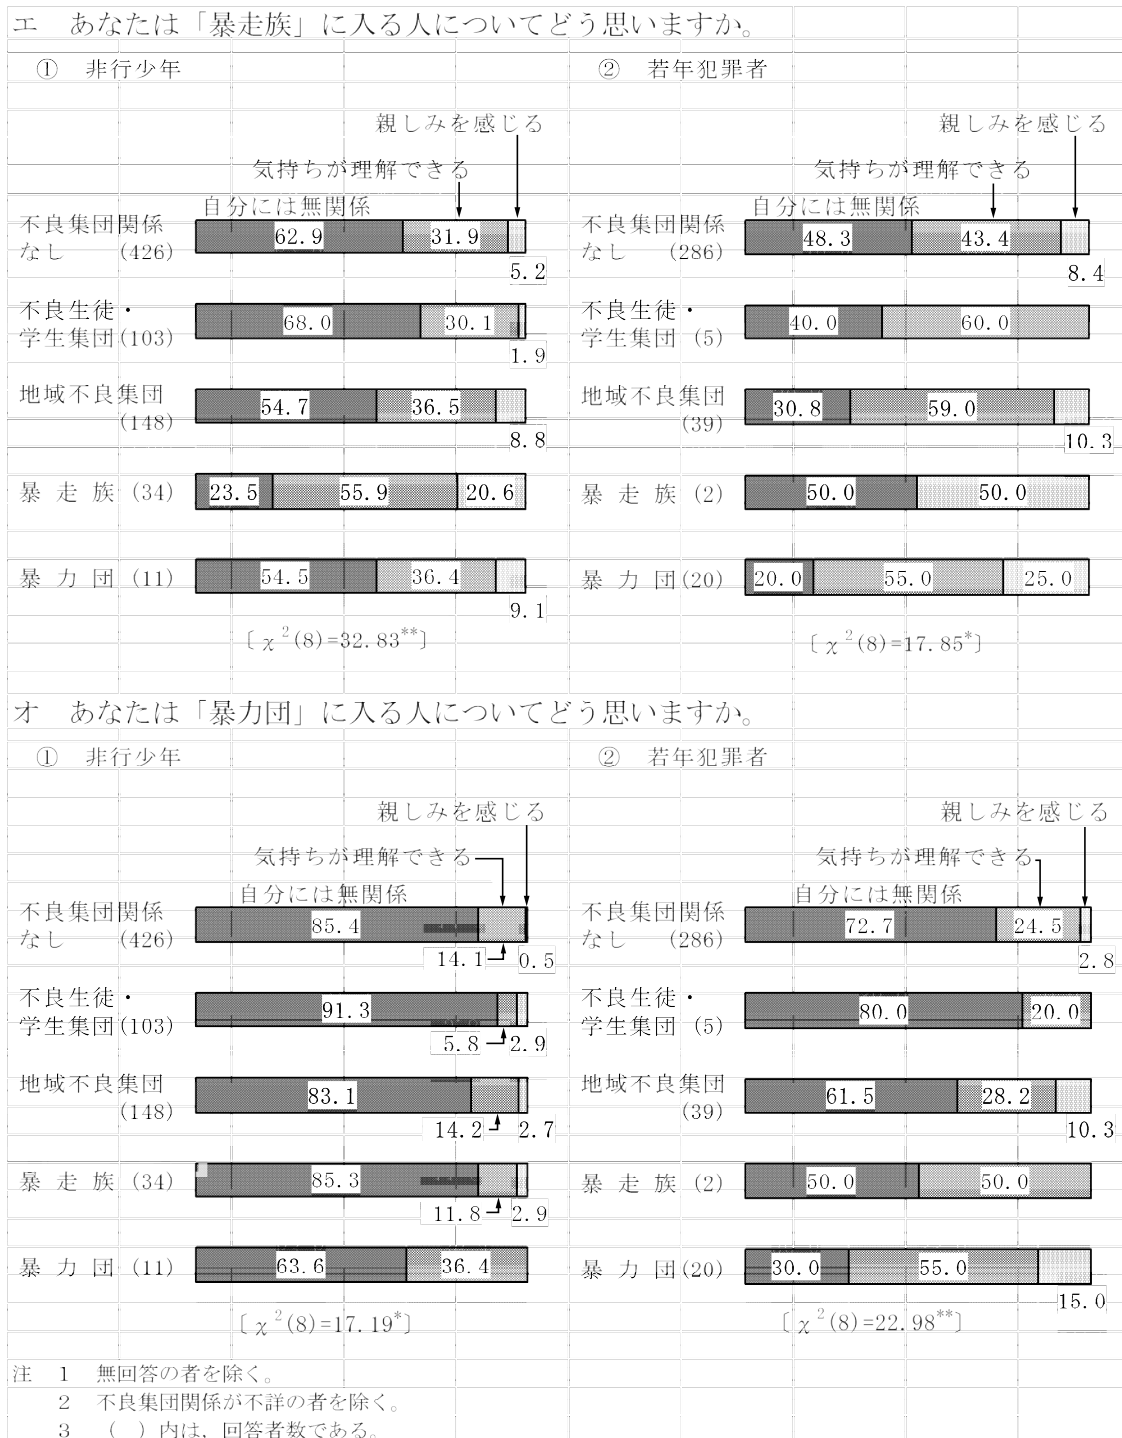 エ　あなたは「暴走族」に入る人についてどう思いますか。
①　非行少年
親しみを感じる
気持ちが理解できる
自分には無関係
不良集団関係
なし　　(426)
62.9 31.9 5.2
不良生徒・
学生集団(103)
68.0 30.1 1.9
地域不良集団
(148)
54.7 36.5 8.8
暴　走　族 (34)
23.5 55.9 20.6
暴　力　団 (11)
54.5 36.4 9.1
〔χ²(8)=32.83**〕
②　若年犯罪者
親しみを感じる
気持ちが理解できる
自分には無関係
不良集団関係
なし　　(286)
48.3 43.4 8.4
不良生徒・
学生集団 (5)
40.0 60.0
地域不良集団
(39)
30.8 59.0 10.3
暴　走　族 (2)
50.0 50.0
暴　力　団(20)
20.0 55.0 25.0
〔χ²(8)=17.85*〕
オ　あなたは「暴力団」に入る人についてどう思いますか。
①　非行少年
親しみを感じる
気持ちが理解できる
自分には無関係
不良集団関係
なし　　(426)
85.4 14.1 0.5
不良生徒・
学生集団(103)
91.3 5.8 2.9
地域不良集団
(148)
83.1 14.2 2.7
暴　走　族 (34)
85.3 11.8 2.9
暴　力　団 (11)
63.6 36.4
〔χ²(8)=17.19*〕
②　若年犯罪者
親しみを感じる
気持ちが理解できる
自分には無関係
不良集団関係
なし　　(286)
72.7 24.5 2.8
不良生徒・
学生集団 (5)
80.0 20.0
地域不良集団
(39)
61.5 28.2 10.3
暴　走　族 (2)
50.0 50.0
暴　力　団(20)
30.0 55.0 15.0
〔χ²(8)=22.98**〕
注　1　無回答の者を除く。
2　不良集団関係が不詳の者を除く。
3　(　) 内は，回答者数である。